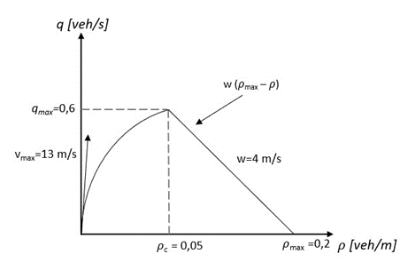 q [veh/s]
w (ρmax – ρ)
qmax=0,6
vmax=13 m/s
w=4 m/s
ρc = 0,05
ρmax =0,2
ρ [veh/m]